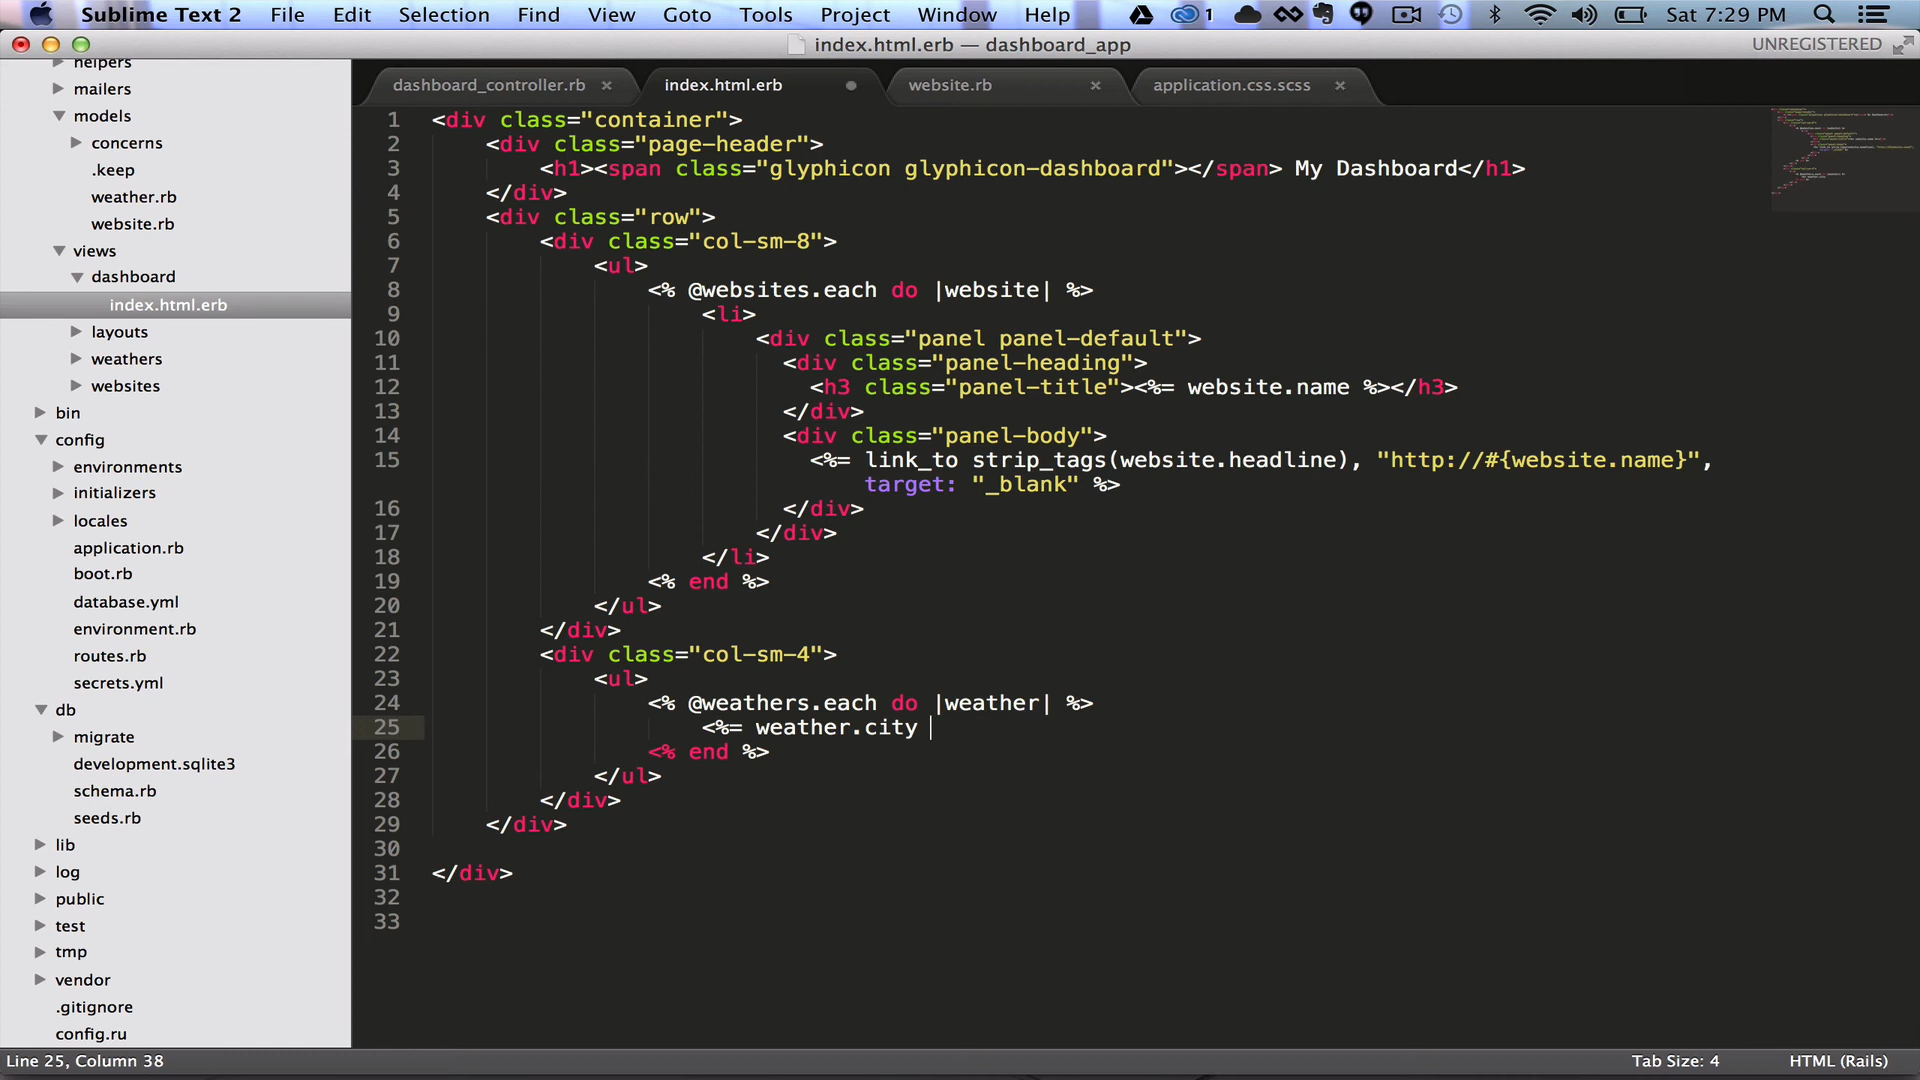 Sublime Text 2 File Edit Selection Find View Goto Tools Project Window Help 1 Sat 7:29 PM
index.html.erb — dashboard_app UNREGISTERED
helpers
mailers
models
concerns
.keep
weather.rb
website.rb
views
dashboard
index.html.erb
layouts
weathers
websites
bin
config
environments
initializers
locales
application.rb
boot.rb
database.yml
environment.rb
routes.rb
secrets.yml
db
migrate
development.sqlite3
schema.rb
seeds.rb
lib
log
public
test
tmp
vendor
.gitignore
config.ru
dashboard_controller.rb × index.html.erb website.rb × application.css.scss ×
1 <div class="container">
2 <div class="page-header">
3 <h1><span class="glyphicon glyphicon-dashboard"></span> My Dashboard</h1>
4 </div>
5 <div class="row">
6 <div class="col-sm-8">
7 <ul>
8 <% @websites.each do |website| %>
9 <li>
10 <div class="panel panel-default">
11 <div class="panel-heading">
12 <h3 class="panel-title"><%= website.name %></h3>
13 </div>
14 <div class="panel-body">
15 <%= link_to strip_tags(website.headline), "http://#{website.name}",
target: "_blank" %>
16 </div>
17 </div>
18 </li>
19 <% end %>
20 </ul>
21 </div>
22 <div class="col-sm-4">
23 <ul>
24 <% @weathers.each do |weather| %>
25 <%= weather.city
26 <% end %>
27 </ul>
28 </div>
29 </div>
30
31 </div>
32
33
Line 25, Column 38 Tab Size: 4 HTML (Rails)